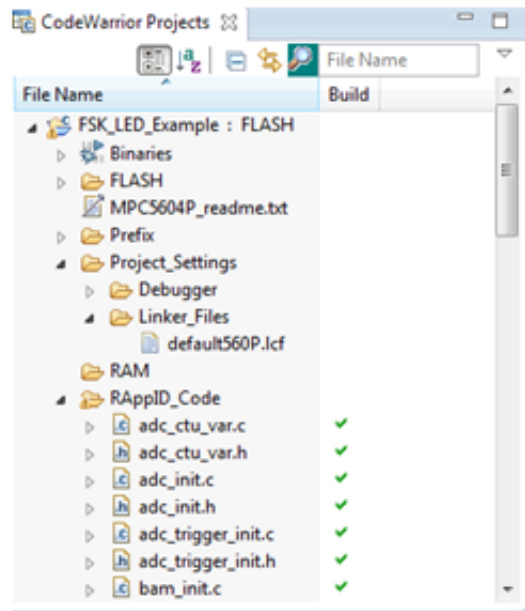 CodeWarrior Projects
File Name
File Name Build
FSK_LED_Example : FLASH
Binaries
FLASH
MPC5604P_readme.txt
Prefix
Project_Settings
Debugger
Linker_Files
default560P.lcf
RAM
RAppID_Code
adc_ctu_var.c
adc_ctu_var.h
adc_init.c
adc_init.h
adc_trigger_init.c
adc_trigger_init.h
bam_init.c